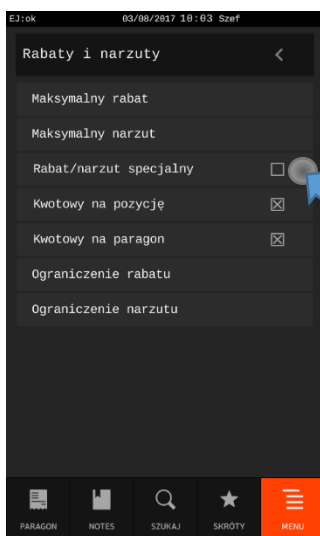 EJ:ok 03/08/2017 10:03 Szef
Rabaty i narzuty
Maksymalny rabat
Maksymalny narzut
Rabat/narzut specjalny
Kwotowy na pozycję
Kwotowy na paragon
Ograniczenie rabatu
Ograniczenie narzutu
PARAGON NOTES SZUKAJ SKRÓTY MENU